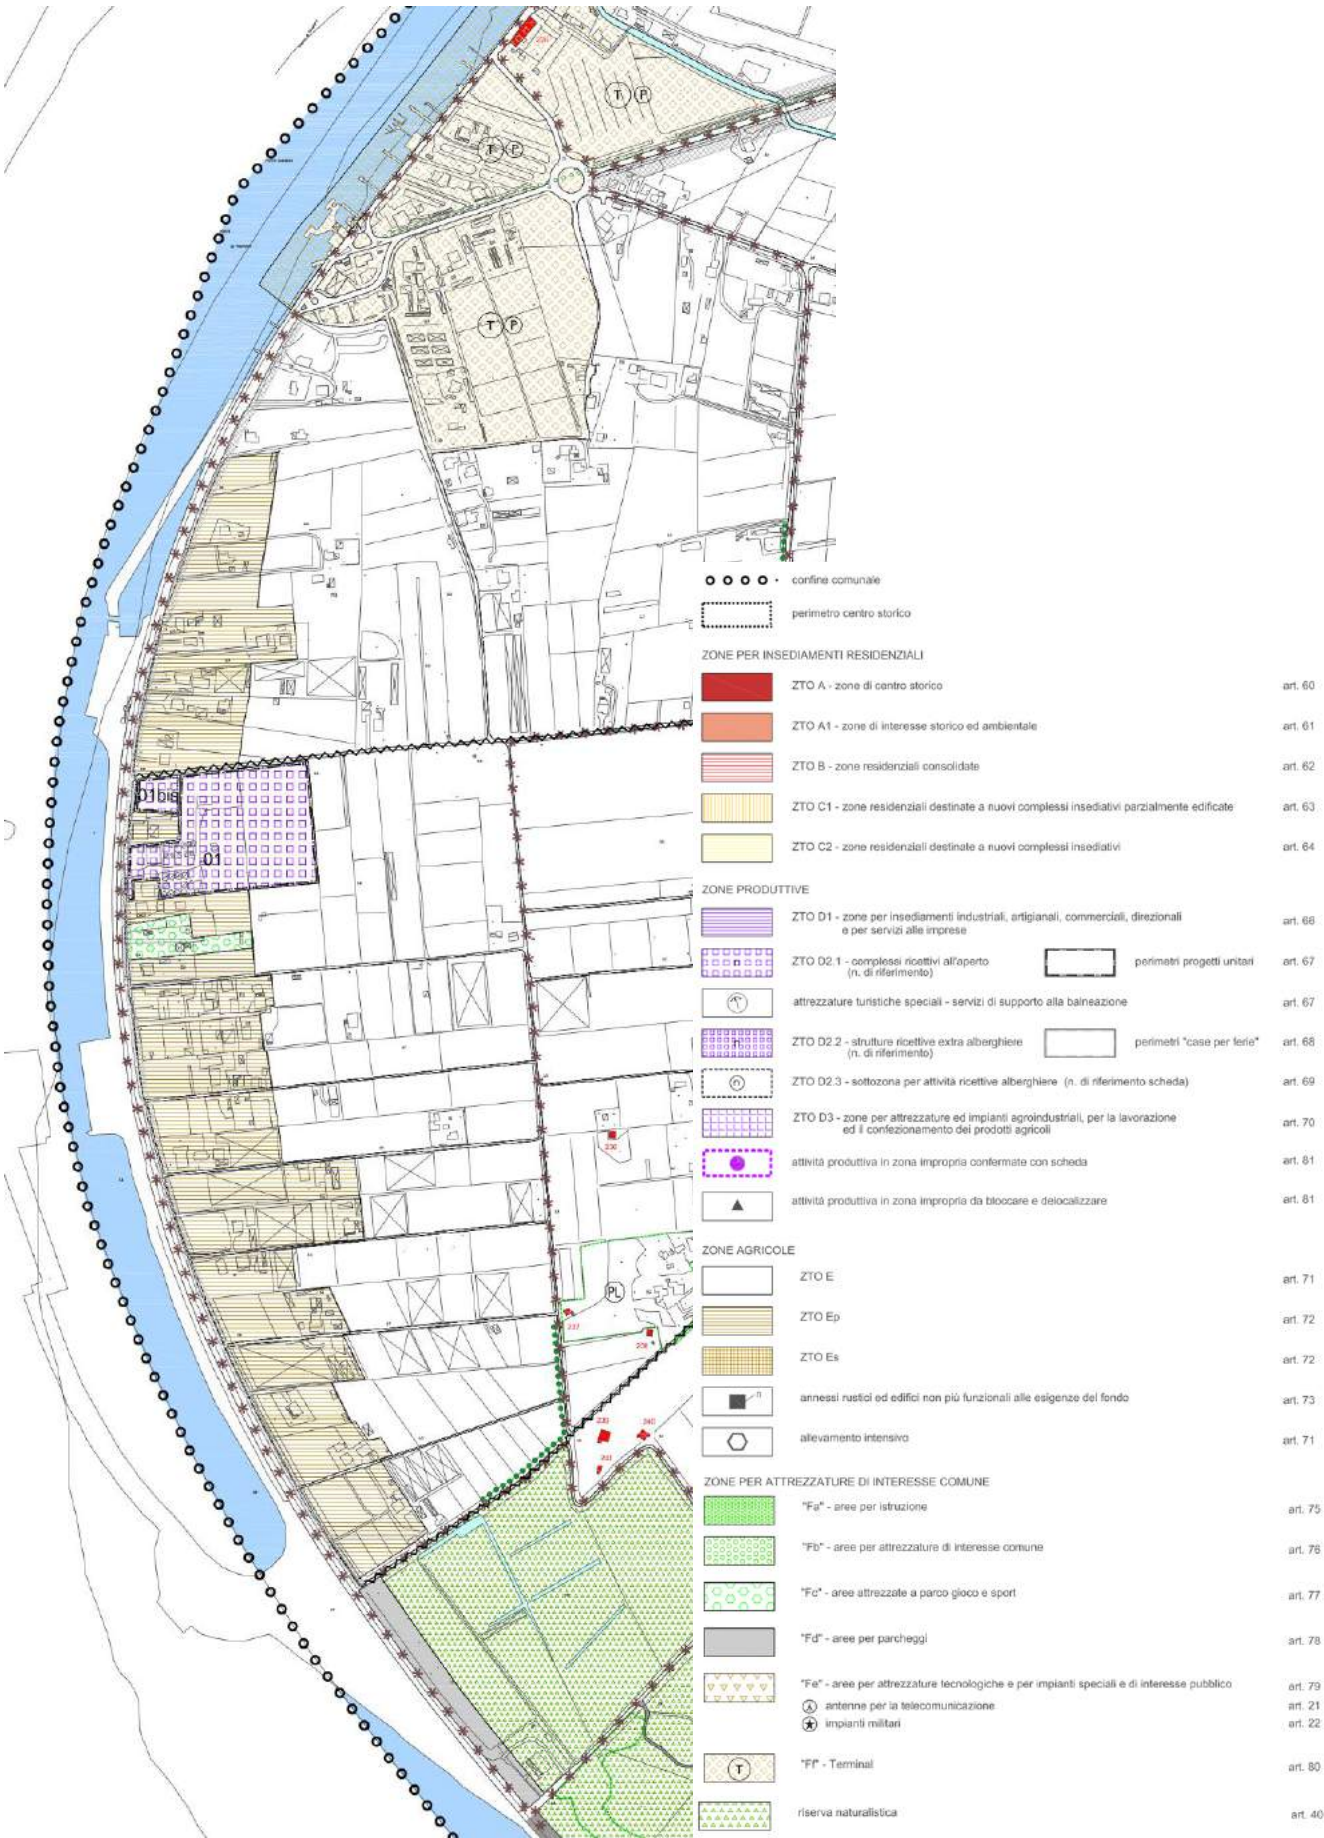 T P
T P
T P
01bis
01
236
237
238
PL
239
240
confine comunale
perimetro centro storico
ZONE PER INSEDIAMENTI RESIDENZIALI
ZTO A - zone di centro storico art. 60
ZTO A1 - zone di interesse storico ed ambientale art. 61
ZTO B - zone residenziali consolidate art. 62
ZTO C1 - zone residenziali destinate a nuovi complessi insediativi parzialmente edificate art. 63
ZTO C2 - zone residenziali destinate a nuovi complessi insediativi art. 64
ZONE PRODUTTIVE
ZTO D1 - zone per insediamenti industriali, artigianali, commerciali, direzionali
e per servizi alle imprese art. 66
ZTO D2.1 - complessi ricettivi all'aperto perimetri progetti unitari art. 67
(n. di riferimento)
attrezzature turistiche speciali - servizi di supporto alla balneazione art. 67
ZTO D2.2 - strutture ricettive extra alberghiere perimetri "case per ferie" art. 68
(n. di riferimento)
ZTO D2.3 - sottozona per attività ricettive alberghiere (n. di riferimento scheda) art. 69
ZTO D3 - zone per attrezzature ed impianti agroindustriali, per la lavorazione
ed il confezionamento dei prodotti agricoli art. 70
attività produttiva in zona impropria confermate con scheda art. 81
attività produttiva in zona impropria da bloccare e delocalizzare art. 81
ZONE AGRICOLE
ZTO E art. 71
ZTO Ep art. 72
ZTO Es art. 72
n annessi rustici ed edifici non più funzionali alle esigenze del fondo art. 73
allevamento intensivo art. 71
ZONE PER ATTREZZATURE DI INTERESSE COMUNE
"Fa" - aree per istruzione art. 75
"Fb" - aree per attrezzature di interesse comune art. 76
"Fc" - aree attrezzate a parco gioco e sport art. 77
"Fd" - aree per parcheggi art. 78
"Fe" - aree per attrezzature tecnologiche e per impianti speciali e di interesse pubblico art. 79
antenne per la telecomunicazione art. 21
impianti militari art. 22
T "Ff" - Terminal art. 80
riserva naturalistica art. 40